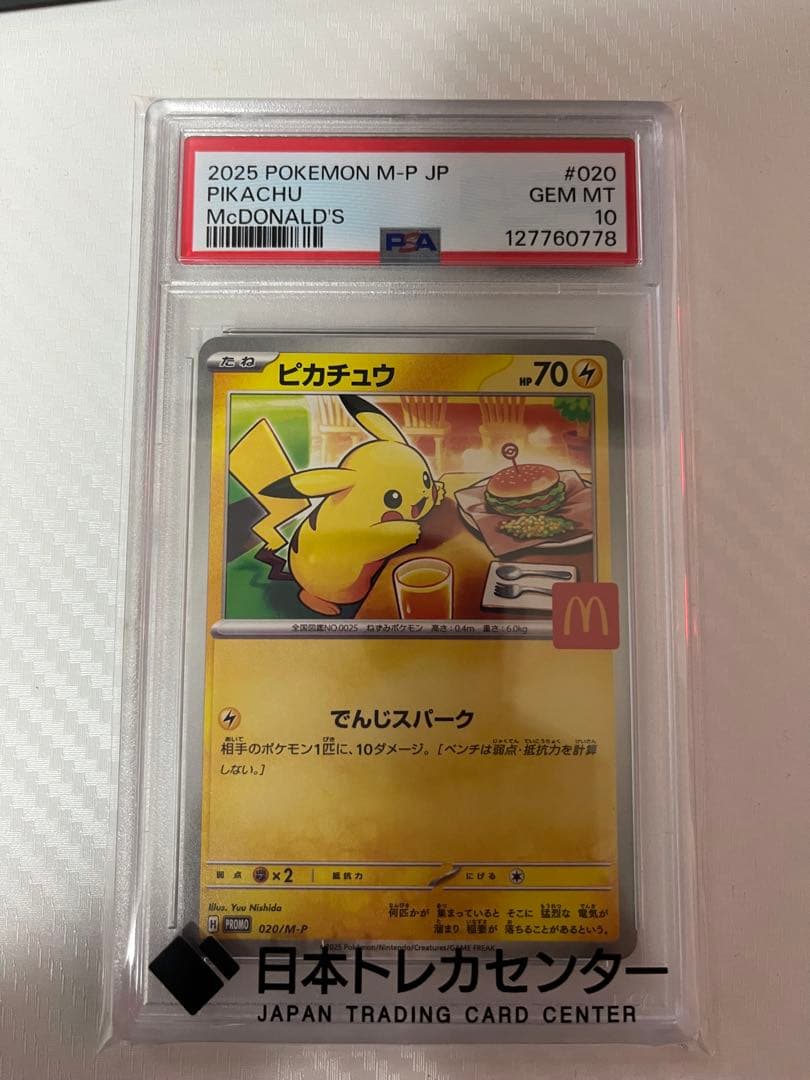 2025 POKEMON M-P JP #020
PIKACHU GEM MT
McDONALD'S 10
PSA 127760778
たね ピカチュウ HP70
全国図鑑NO.0025 ねずみポケモン 高さ:0.4m 重さ:6.0kg
でんじスパーク
相手のポケモン1匹に、10ダメージ。[ベンチは弱点・抵抗力を計算
しない。]
弱点 ×2 抵抗力 にげる
Illus. Yuu Nishida
何匹かが 集まっていると そこに 猛烈な 電気が
溜まり 稲妻が 落ちることがあるという。
H PROMO 020/M-P
2025 Pokémon/Nintendo/Creatures/GAME FREAK
日本トレカセンター
JAPAN TRADING CARD CENTER